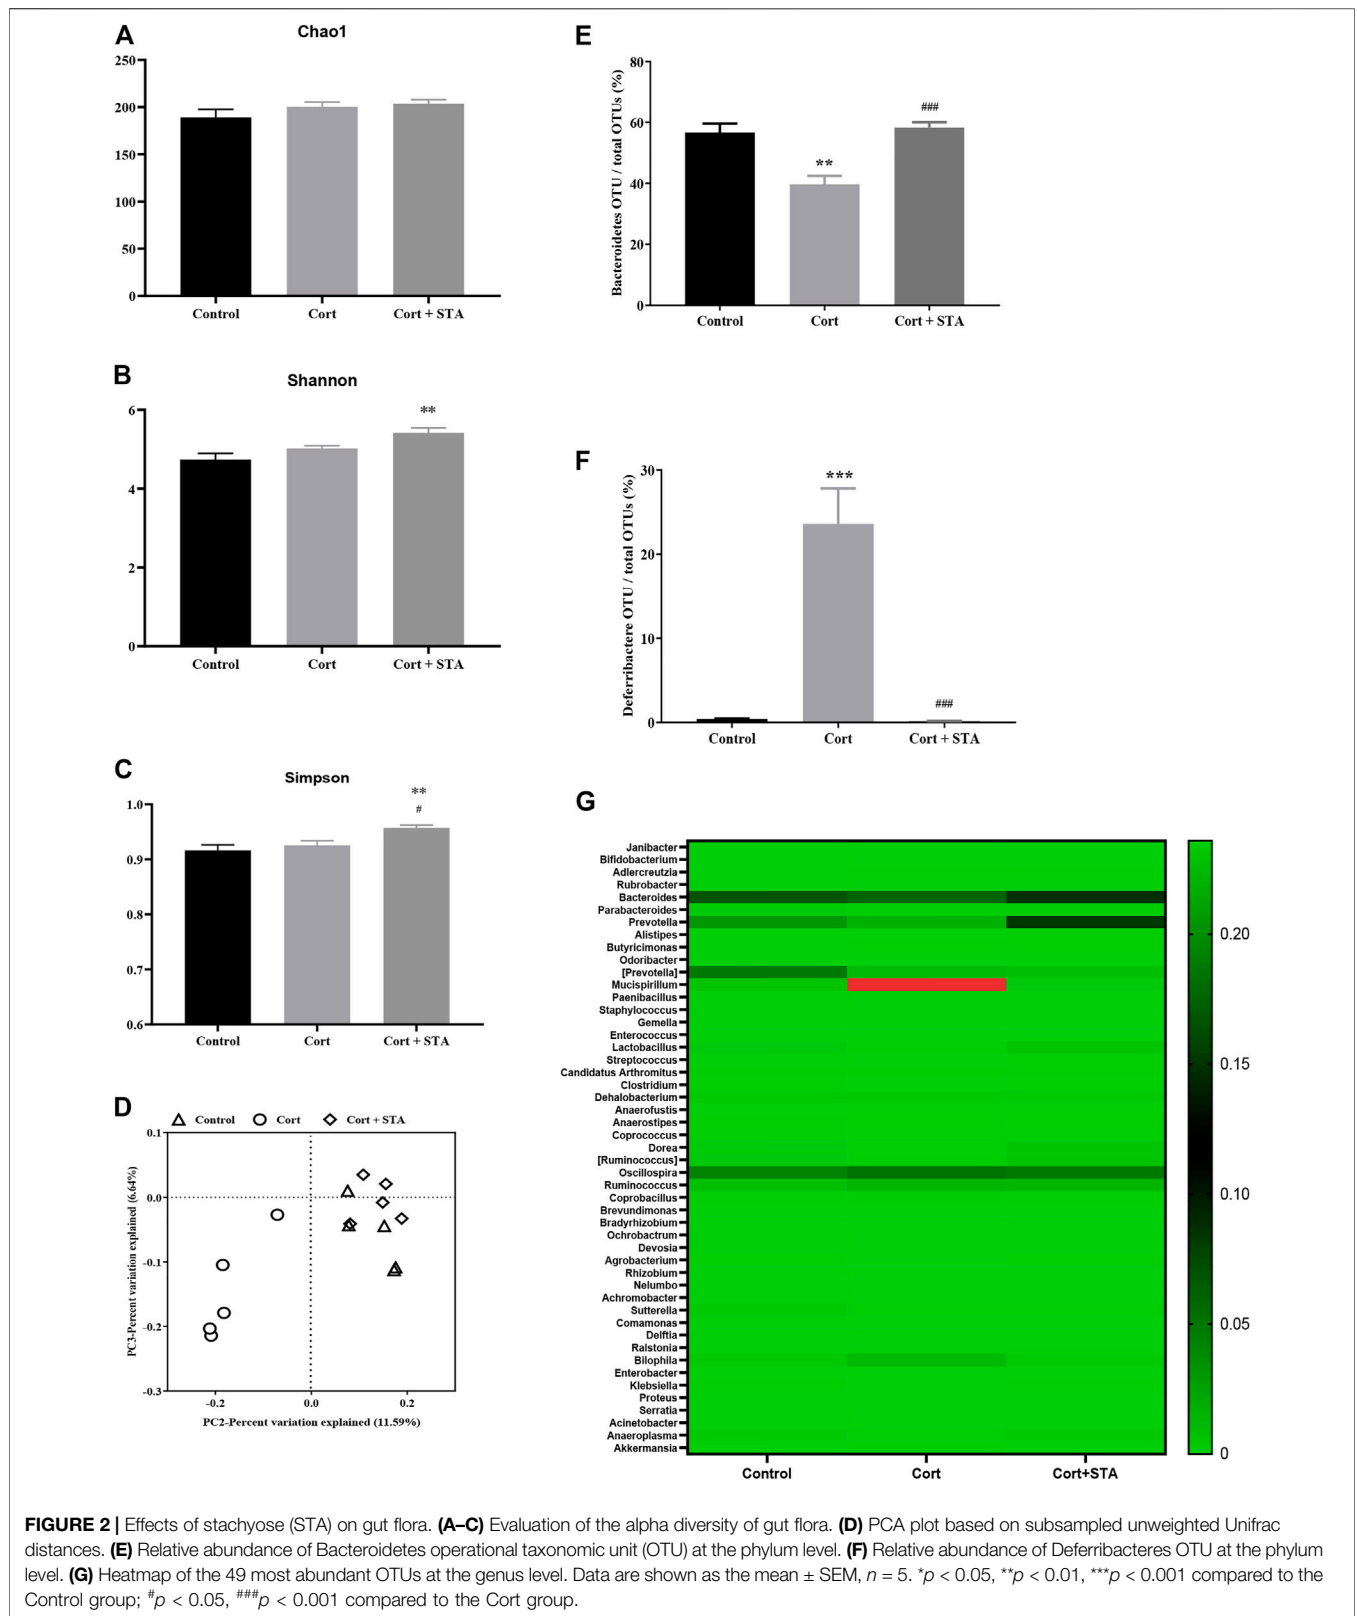 A
Chao1
250
200
150
100
50
0
Control Cort Cort + STA
B
Shannon
**
6
4
2
0
Control Cort Cort + STA
C
Simpson
**
#
1.0
0.9
0.8
0.7
0.6
Control Cort Cort + STA
D
Control Cort Cort + STA
PC3-Percent variation explained (6.64%)
0.1
0.0
-0.1
-0.2
-0.3
-0.2 0.0 0.2
PC2-Percent variation explained (11.59%)
E
Bacteroidetes OTU / total OTUs (%)
80
60
40
20
0
**
###
Control Cort Cort + STA
F
Deferribactere OTU / total OTUs (%)
30
20
10
0
***
###
Control Cort Cort + STA
G
Janibacter
Bifidobacterium
Adlercreutzia
Rubrobacter
Bacteroides
Parabacteroides
Prevotella
Alistipes
Butyricimonas
Odoribacter
[Prevotella]
Mucispirillum
Paenibacillus
Staphylococcus
Gemella
Enterococcus
Lactobacillus
Streptococcus
Candidatus Arthromitus
Clostridium
Dehalobacterium
Anaerofustis
Anaerostipes
Coprococcus
Dorea
[Ruminococcus]
Oscillospira
Ruminococcus
Coprobacillus
Brevundimonas
Bradyrhizobium
Ochrobactrum
Devosia
Agrobacterium
Rhizobium
Nelumbo
Achromobacter
Sutterella
Comamonas
Delftia
Ralstonia
Bilophila
Enterobacter
Klebsiella
Proteus
Serratia
Acinetobacter
Anaeroplasma
Akkermansia
Control Cort Cort+STA
0.20
0.15
0.10
0.05
0
FIGURE 2 | Effects of stachyose (STA) on gut flora. (A–C) Evaluation of the alpha diversity of gut flora. (D) PCA plot based on subsampled unweighted Unifrac
distances. (E) Relative abundance of Bacteroidetes operational taxonomic unit (OTU) at the phylum level. (F) Relative abundance of Deferribacteres OTU at the phylum
level. (G) Heatmap of the 49 most abundant OTUs at the genus level. Data are shown as the mean ± SEM, n = 5. *p < 0.05, **p < 0.01, ***p < 0.001 compared to the
Control group; #p < 0.05, ###p < 0.001 compared to the Cort group.